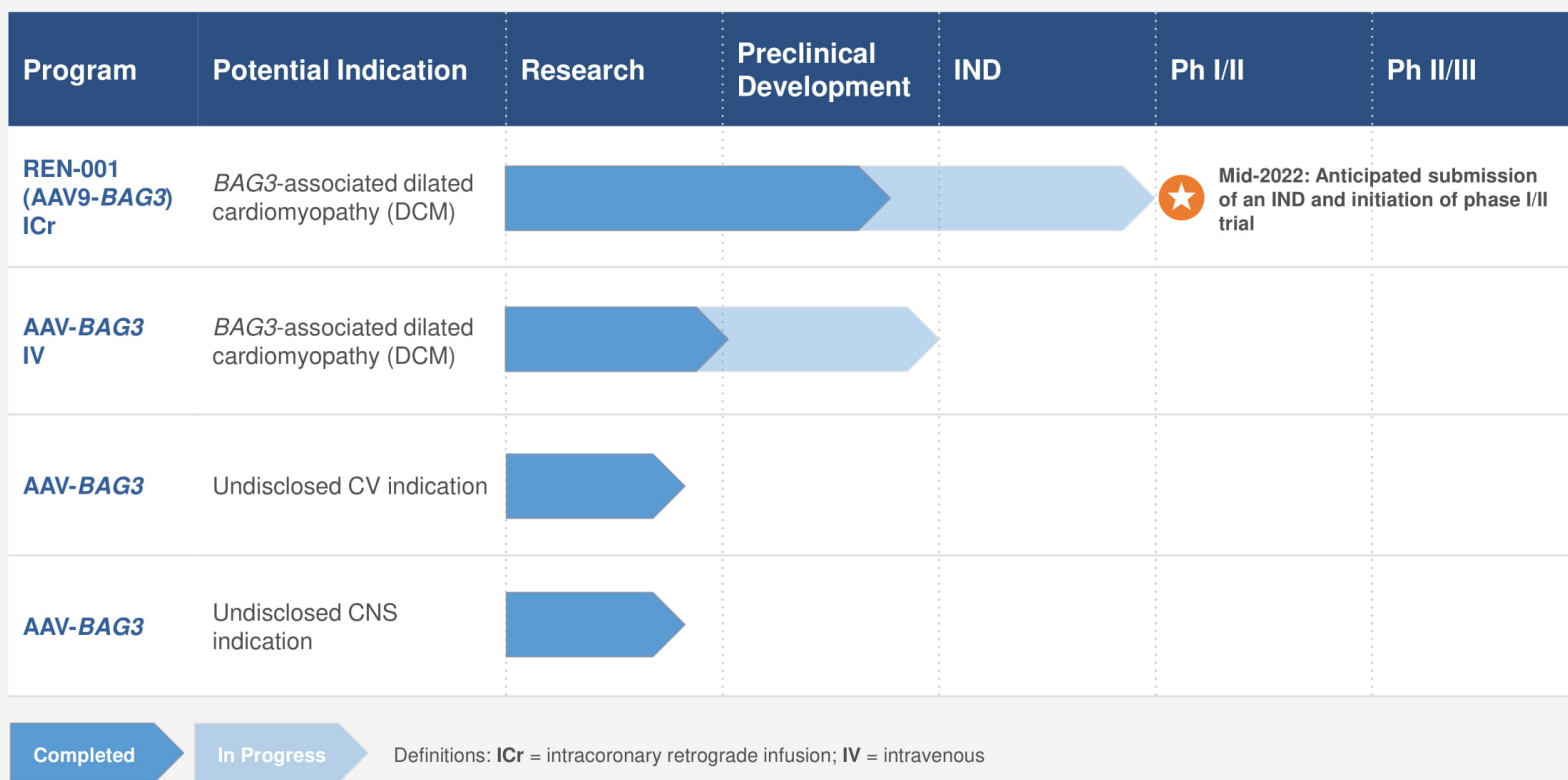 Program
Potential Indication
Research
Preclinical
Development
IND
Ph I/II
Ph II/III
REN-001
(AAV9-BAG3)
ICr
BAG3-associated dilated
cardiomyopathy (DCM)
Mid-2022: Anticipated submission
of an IND and initiation of phase I/II
trial
AAV-BAG3
IV
BAG3-associated dilated
cardiomyopathy (DCM)
AAV-BAG3
Undisclosed CV indication
AAV-BAG3
Undisclosed CNS
indication
Completed
In Progress
Definitions: ICr = intracoronary retrograde infusion; IV = intravenous